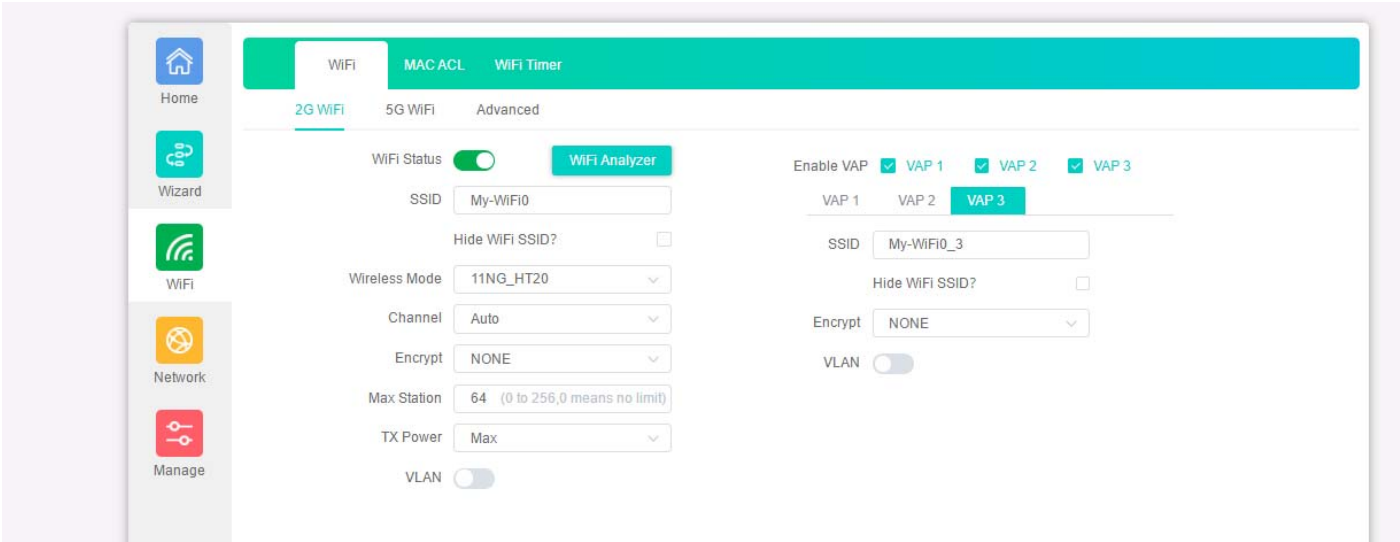 Home
Wizard
WiFi
Network
Manage
WiFi MAC ACL WiFi Timer
2G WiFi 5G WiFi Advanced
WiFi Status WiFi Analyzer
SSID My-WiFi0
Hide WiFi SSID?
Wireless Mode 11NG_HT20
Channel Auto
Encrypt NONE
Max Station 64 (0 to 256,0 means no limit)
TX Power Max
VLAN
Enable VAP VAP 1 VAP 2 VAP 3
VAP 1 VAP 2 VAP 3
SSID My-WiFi0_3
Hide WiFi SSID?
Encrypt NONE
VLAN